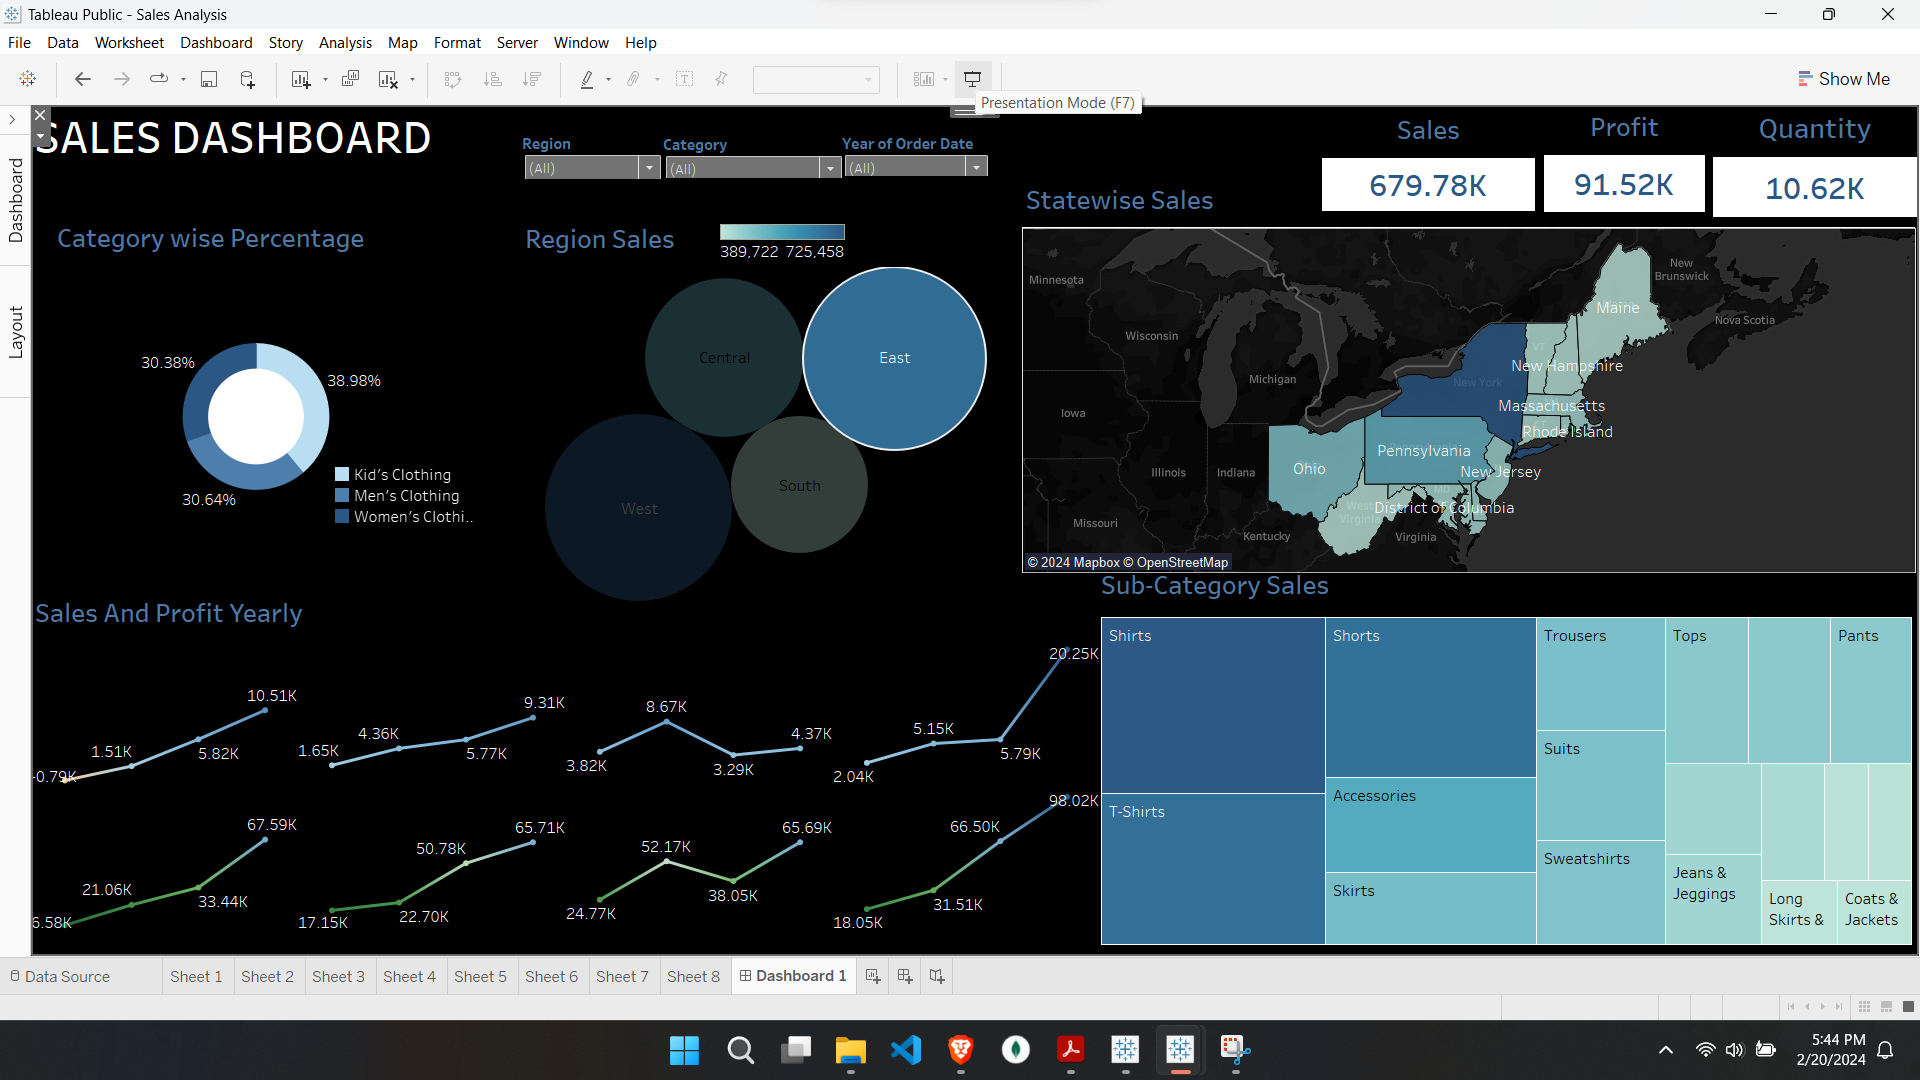 Tableau Public - Sales Analysis
File Data Worksheet Dashboard Story Analysis Map Format Server Window Help
Show Me
Presentation Mode (F7)
Dashboard
Layout
SALES DASHBOARD
Region
(All)
Category
(All)
Year of Order Date
(All)
Sales
679.78K
Profit
91.52K
Quantity
10.62K
Category wise Percentage
30.38%
38.98%
30.64%
Kid's Clothing
Men's Clothing
Women's Clothi..
Region Sales
389,722 725,458
Central
East
West
South
Statewise Sales
Minnesota
Wisconsin
Michigan
Iowa
Illinois
Indiana
Missouri
Kentucky
Virginia
West
Virginia
Ohio
Pennsylvania
New York
New Jersey
MD
District of Columbia
VT
New Hampshire
Massachusetts
Rhode Island
Maine
New
Brunswick
Nova Scotia
© 2024 Mapbox © OpenStreetMap
Sales And Profit Yearly
-0.79K
1.51K
5.82K
10.51K
1.65K
4.36K
5.77K
9.31K
3.82K
8.67K
3.29K
4.37K
2.04K
5.15K
5.79K
20.25K
6.58K
21.06K
33.44K
67.59K
17.15K
22.70K
50.78K
65.71K
24.77K
52.17K
38.05K
65.69K
18.05K
31.51K
66.50K
98.02K
Sub-Category Sales
Shirts
T-Shirts
Shorts
Accessories
Skirts
Trousers
Suits
Sweatshirts
Tops
Pants
Jeans &
Jeggings
Long
Skirts &
Coats &
Jackets
Data Source
Sheet 1
Sheet 2
Sheet 3
Sheet 4
Sheet 5
Sheet 6
Sheet 7
Sheet 8
Dashboard 1
5:44 PM
2/20/2024